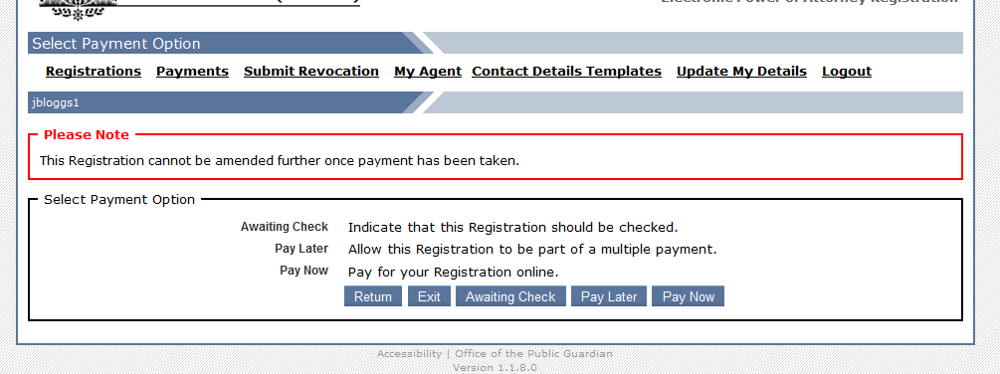 Electronic Power of Attorney Registration
Select Payment Option
Registrations Payments Submit Revocation My Agent Contact Details Templates Update My Details Logout
jbloggs1
Please Note
This Registration cannot be amended further once payment has been taken.
Select Payment Option
Awaiting Check Indicate that this Registration should be checked.
Pay Later Allow this Registration to be part of a multiple payment.
Pay Now Pay for your Registration online.
Return Exit Awaiting Check Pay Later Pay Now
Accessibility | Office of the Public Guardian
Version 1.1.8.0